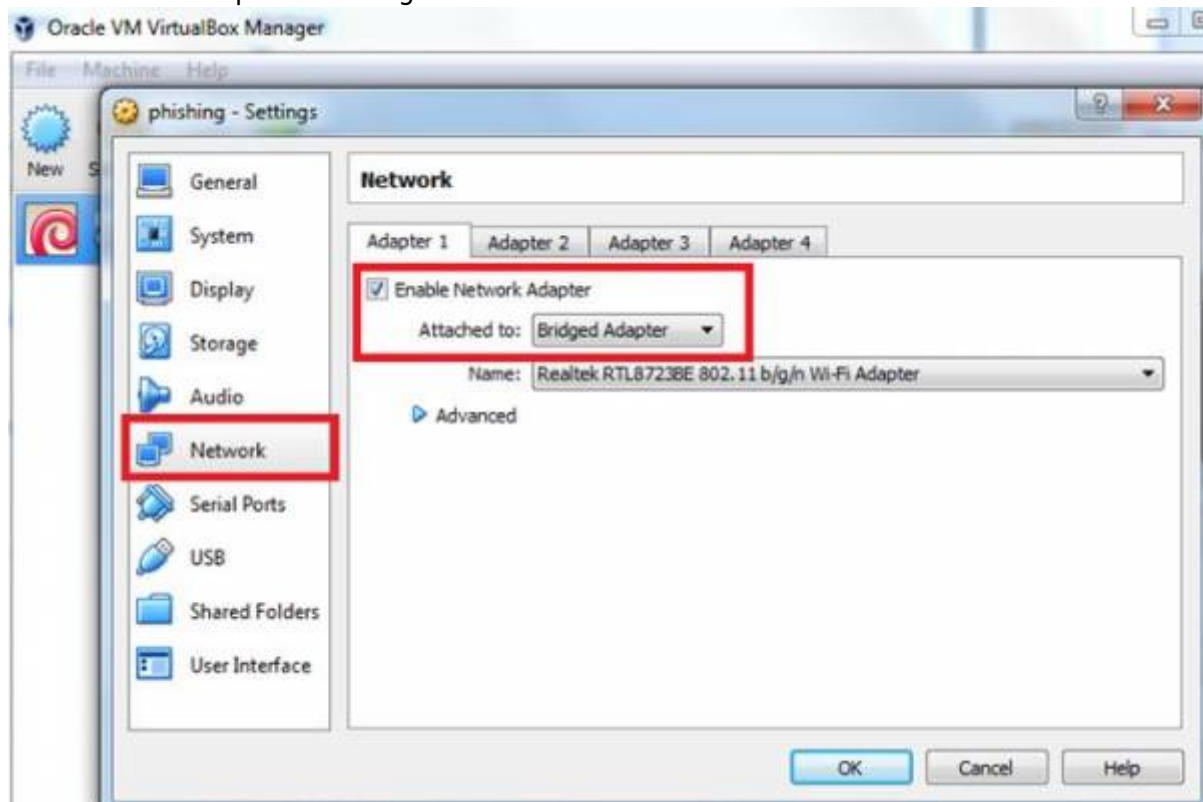 Oracle VM VirtualBox Manager
File Machine Help
phishing - Settings
New
General
System
Display
Storage
Audio
Network
Serial Ports
USB
Shared Folders
User Interface
Network
Adapter 1 Adapter 2 Adapter 3 Adapter 4
Enable Network Adapter
Attached to: Bridged Adapter
Name: Realtek RTL8723BE 802.11 b/g/n Wi-Fi Adapter
Advanced
OK Cancel Help